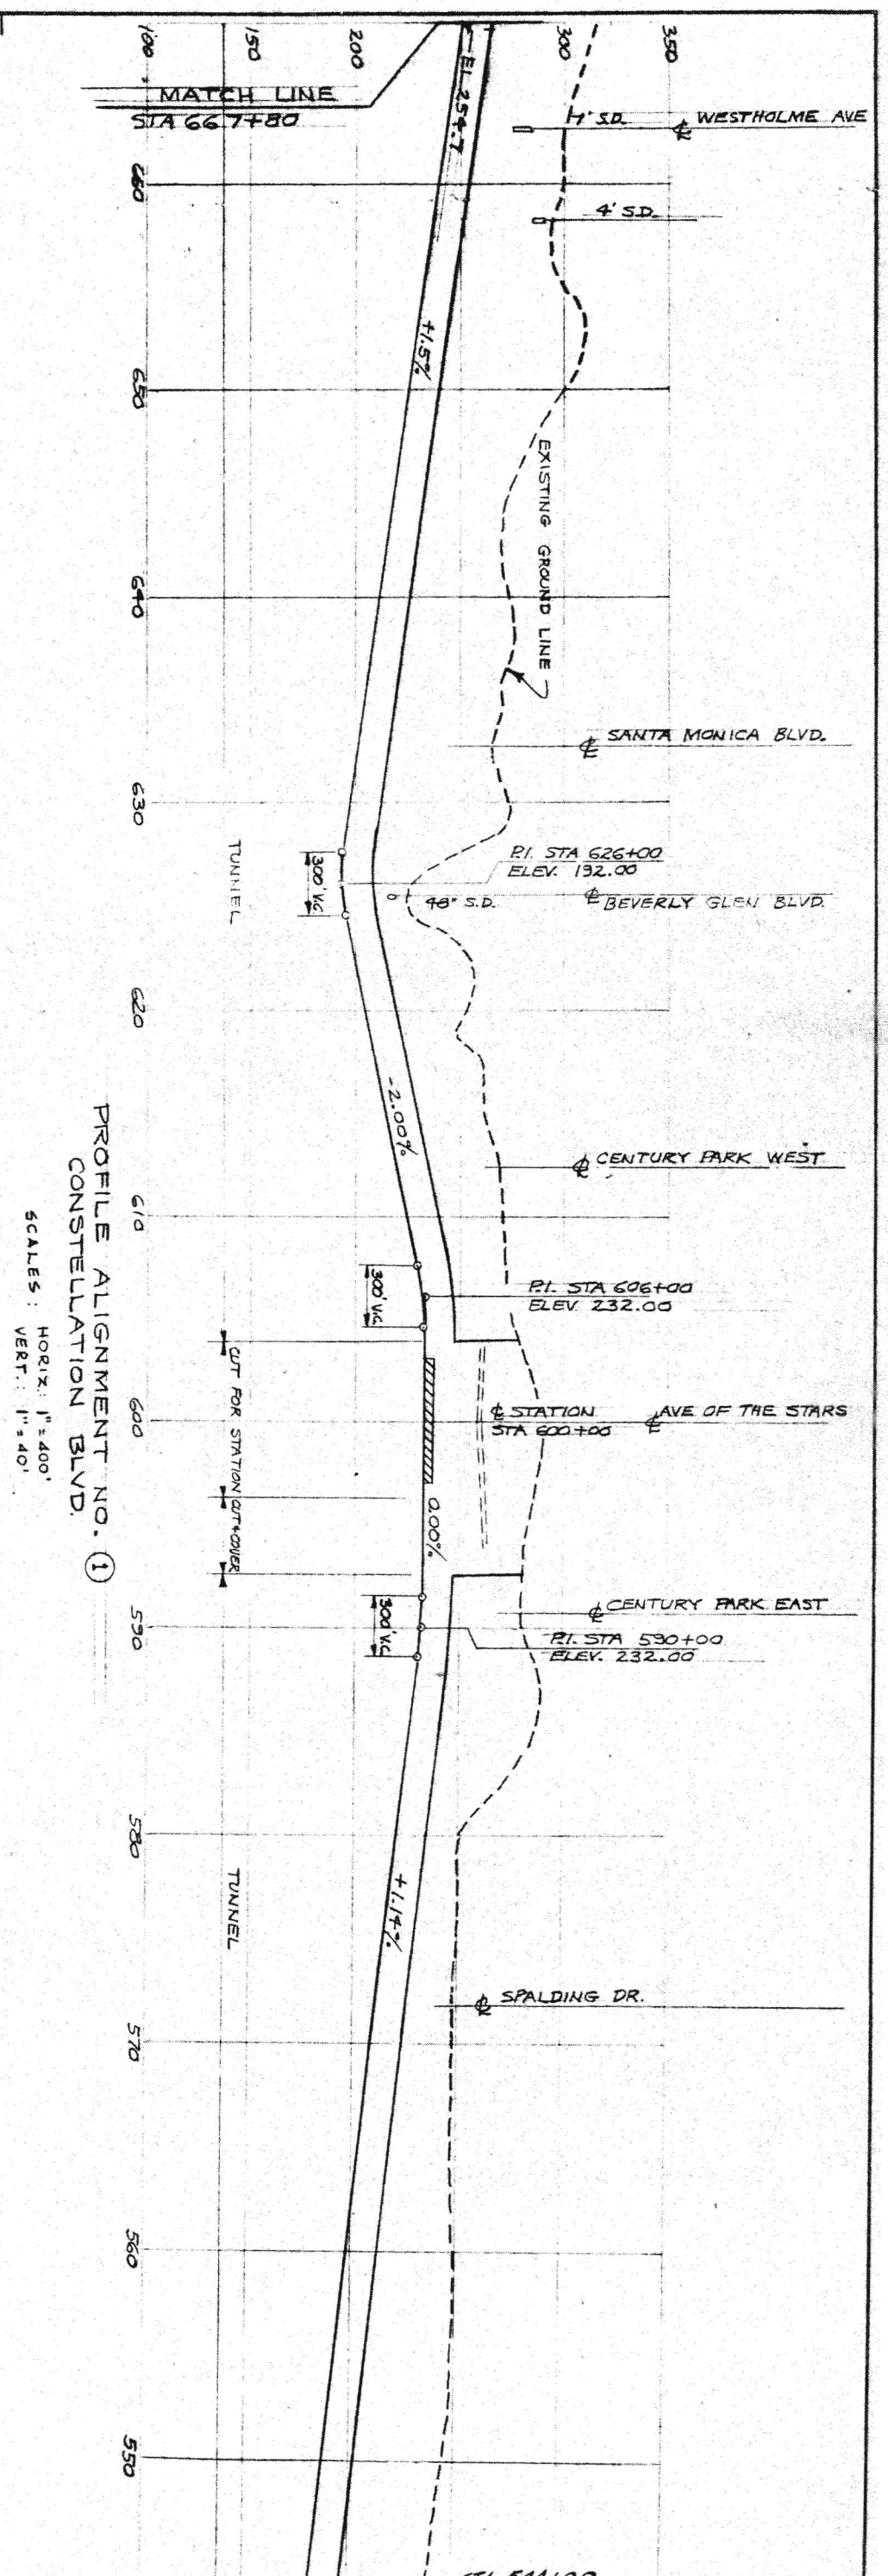 100
150
200
300
350
MATCH LINE
STA 667+80
EL 254.7
4' S.D.
℄ WESTHOLME AVE
660
4' S.D.
+1.5%
650
EXISTING GROUND LINE
640
℄ SANTA MONICA BLVD.
630
TUNNEL
300' V.C.
P.I. STA 626+00
ELEV. 192.00
48" S.D.
℄ BEVERLY GLEN BLVD.
620
-2.00%
℄ CENTURY PARK WEST
610
300' V.C.
P.I. STA 606+00
ELEV. 232.00
CUT FOR STATION
600
℄ STATION
STA 600+00
℄ AVE OF THE STARS
CUT & COVER
0.00%
300' V.C.
℄ CENTURY PARK EAST
590
P.I. STA 590+00
ELEV. 232.00
580
TUNNEL
+1.14%
℄ SPALDING DR.
570
560
550
PROFILE ALIGNMENT NO. 1
CONSTELLATION BLVD.
SCALES: HORIZ: 1" = 400'
VERT.: 1" = 40'